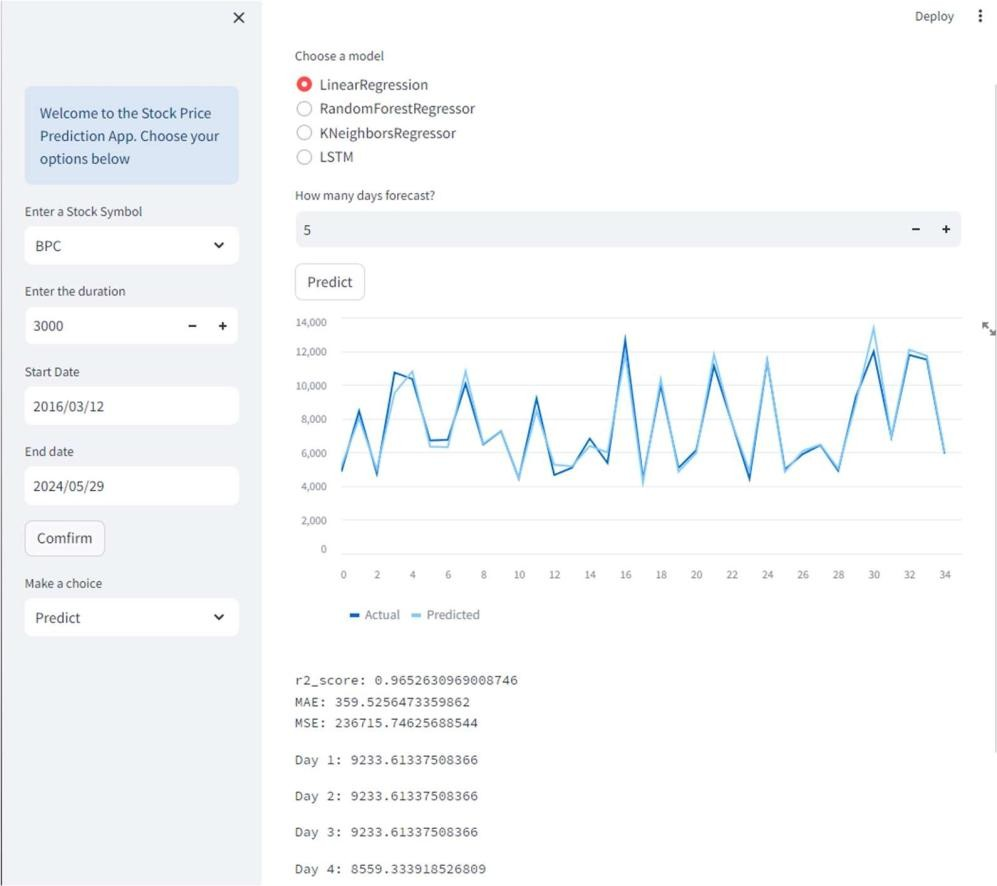 Welcome to the Stock Price
Prediction App. Choose your
options below
Enter a Stock Symbol
BPC
Enter the duration
3000
Start Date
2016/03/12
End date
2024/05/29
Confirm
Make a choice
Predict
Deploy
Choose a model
LinearRegression
RandomForestRegressor
KNeighborsRegressor
LSTM
How many days forecast?
5
Predict
14,000
12,000
10,000
8,000
6,000
4,000
2,000
0
0 2 4 6 8 10 12 14 16 18 20 22 24 26 28 30 32 34
Actual Predicted
r2_score: 0.9652630969008746
MAE: 359.5256473359862
MSE: 236715.74625688544
Day 1: 9233.61337508366
Day 2: 9233.61337508366
Day 3: 9233.61337508366
Day 4: 8559.333918526809